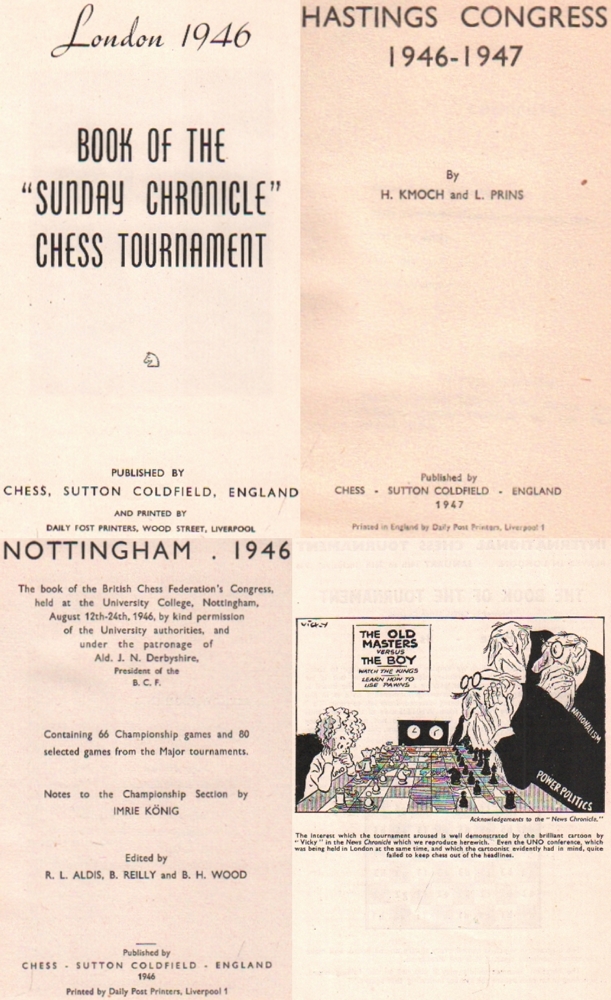 London 1946
BOOK OF THE
"SUNDAY CHRONICLE"
CHESS TOURNAMENT
PUBLISHED BY
CHESS, SUTTON COLDFIELD, ENGLAND
AND PRINTED BY
DAILY POST PRINTERS, WOOD STREET, LIVERPOOL
HASTINGS CONGRESS
1946-1947
By
H. KMOCH and L. PRINS
Published by
CHESS - SUTTON COLDFIELD - ENGLAND
1947
Printed in England by Daily Post Printers, Liverpool 1
NOTTINGHAM . 1946
The book of the British Chess Federation's Congress,
held at the University College, Nottingham,
August 12th-24th, 1946, by kind permission
of the University authorities, and
under the patronage of
Ald. J. N. Derbyshire,
President of the
B. C. F.
Containing 66 Championship games and 80
selected games from the Major tournaments.
Notes to the Championship Section by
IMRIE KÖNIG
Edited by
R. L. ALDIS, B. REILLY and B. H. WOOD
Published by
CHESS - SUTTON COLDFIELD - ENGLAND
1946
Printed by Daily Post Printers, Liverpool 1
Vicky
THE OLD
MASTERS
VERSUS
THE BOY
WATCH THE KINGS
LEARN HOW TO
USE PAWNS
NATIONALISM
POWER POLITICS
Acknowledgements to the "News Chronicle."
The interest which the tournament aroused is well demonstrated by the brilliant cartoon by
"Vicky" in the News Chronicle which we reproduce herewich. Even the UNO conference, which
was being held in London at the same time, and which the cartoonist evidently had in mind, quite
failed to keep chess out of the headlines.